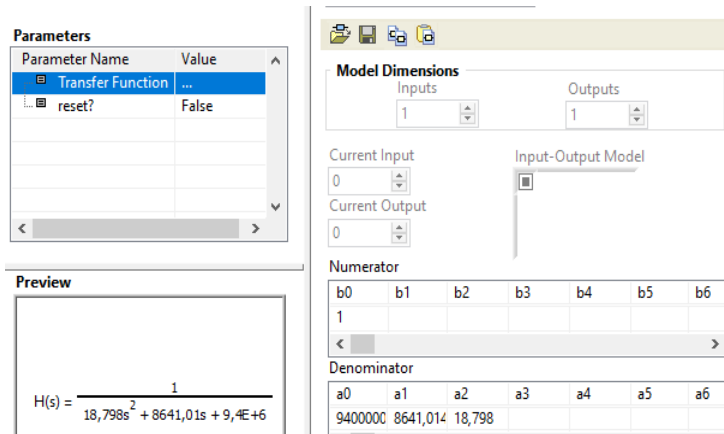 Parameters
Parameter Name Value
Transfer Function ...
reset? False
Preview
H(s) = 1 / 18,798s² + 8641,01s + 9,4E+6
Model Dimensions
Inputs Outputs
1 1
Current Input Input-Output Model
0
Current Output
0
Numerator
b0 b1 b2 b3 b4 b5 b6
1
Denominator
a0 a1 a2 a3 a4 a5 a6
9400000 8641,014 18,798